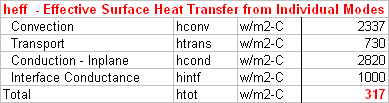 heff - Effective Surface Heat Transfer from Individual Modes
Convection hconv w/m2-C 2337
Transport htrans w/m2-C 730
Conduction - Inplane hcond w/m2-C 2820
Interface Conductance hintf w/m2-C 1000
Total htot w/m2-C 317